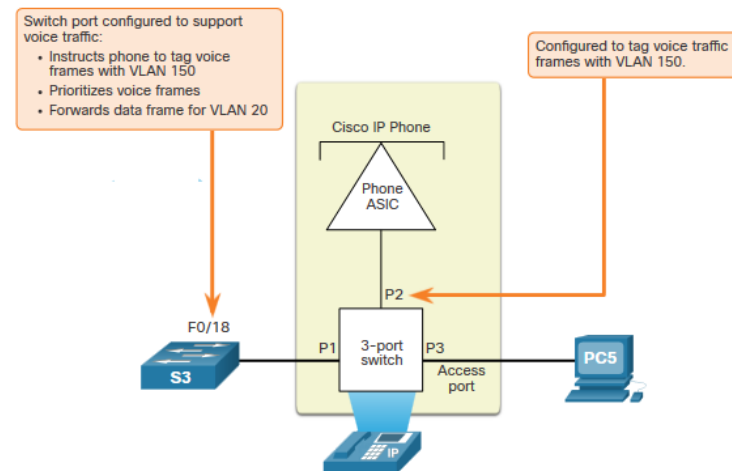 Switch port configured to support
voice traffic:
• Instructs phone to tag voice
frames with VLAN 150
• Prioritizes voice frames
• Forwards data frame for VLAN 20
Configured to tag voice traffic
frames with VLAN 150.
Cisco IP Phone
Phone
ASIC
P2
F0/18
S3
P1
3-port
switch
P3
Access
port
PC5
IP